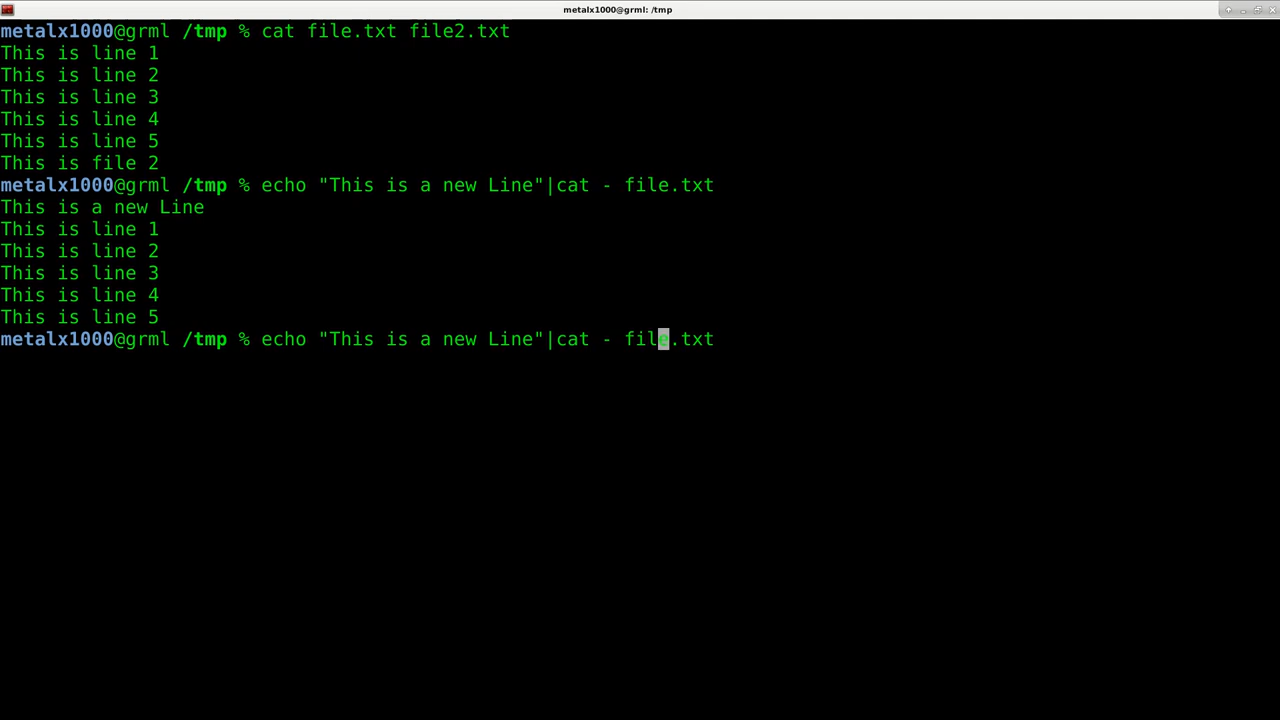 metalx1000@grml: /tmp
metalx1000@grml /tmp % cat file.txt file2.txt
This is line 1
This is line 2
This is line 3
This is line 4
This is line 5
This is file 2
metalx1000@grml /tmp % echo "This is a new Line"|cat - file.txt
This is a new Line
This is line 1
This is line 2
This is line 3
This is line 4
This is line 5
metalx1000@grml /tmp % echo "This is a new Line"|cat - file.txt